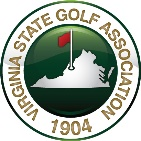 VIRGINIA STATE GOLF ASSOCIATION
1904